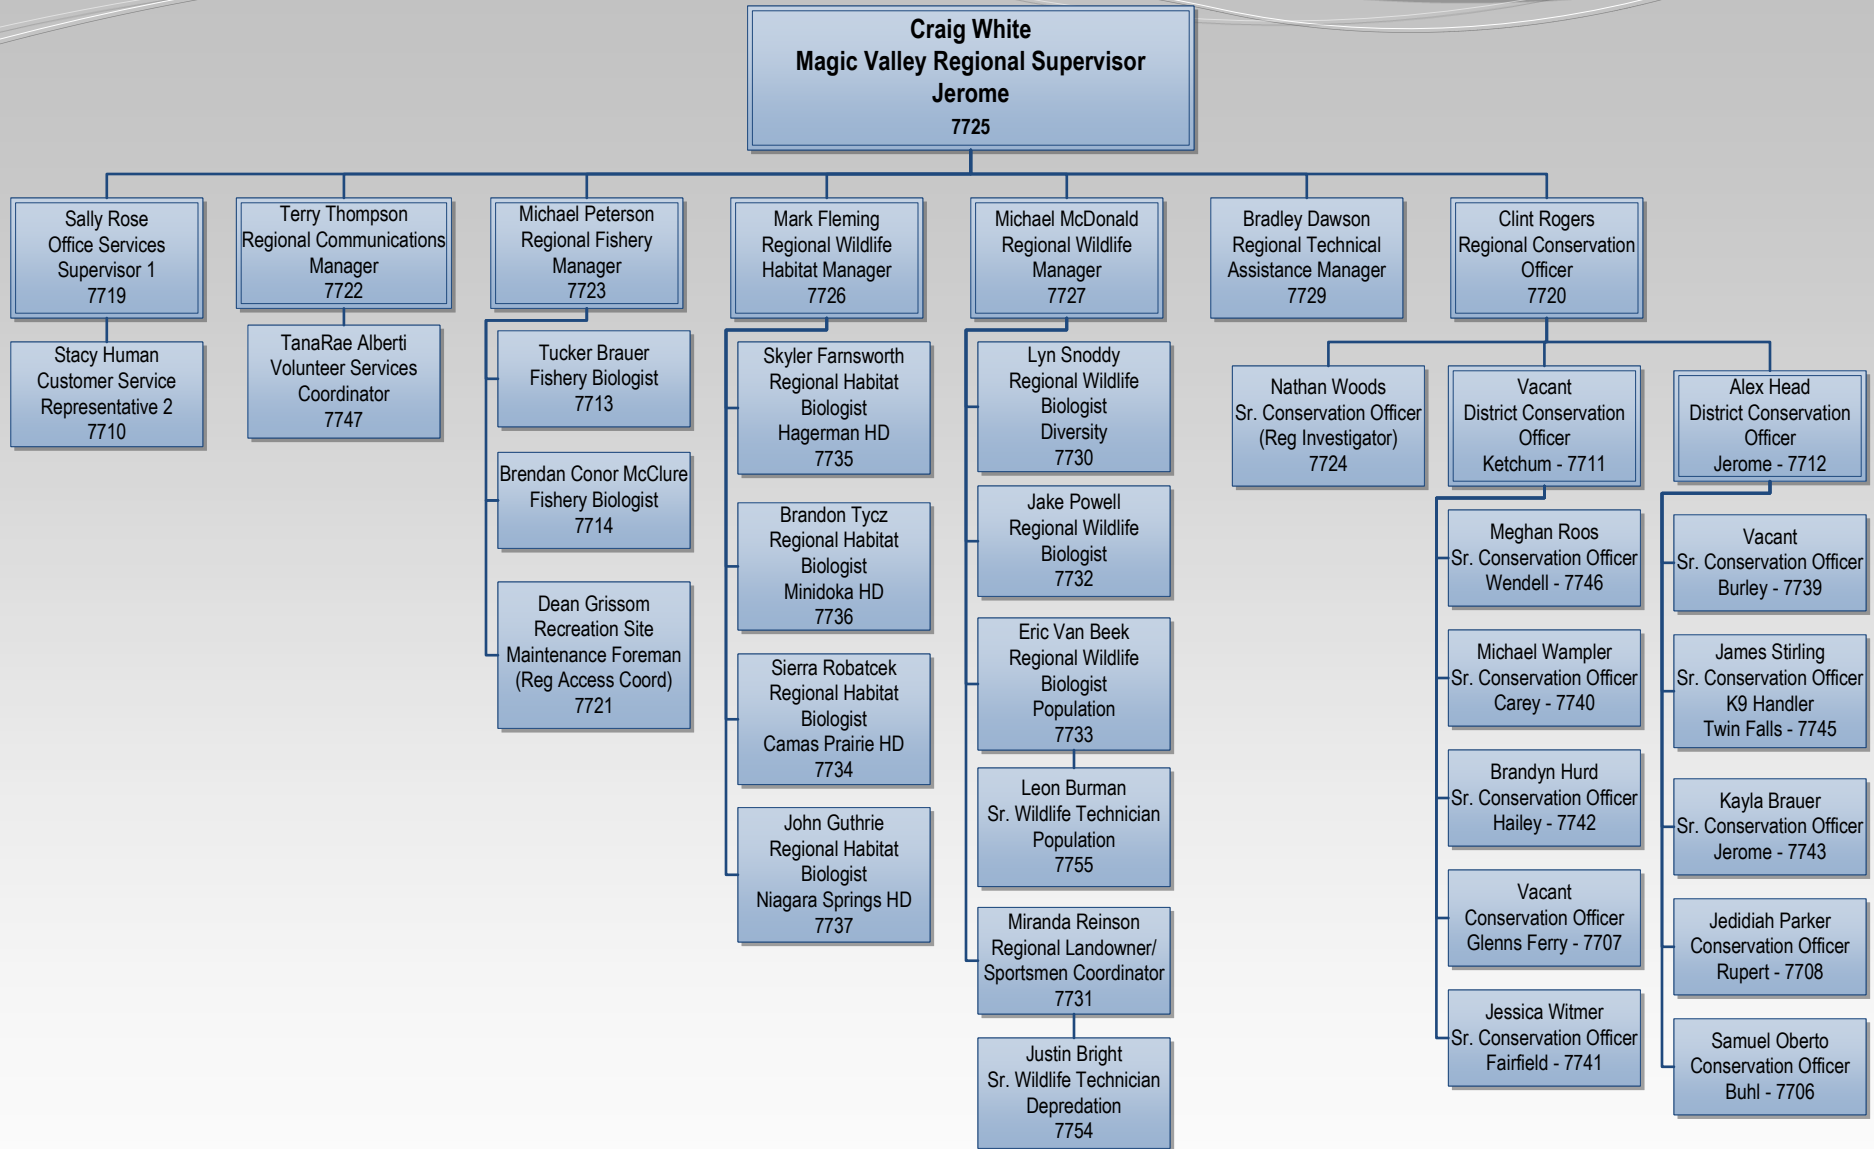 Craig White
Magic Valley Regional Supervisor
Jerome
7725
Sally Rose
Office Services
Supervisor 1
7719
Terry Thompson
Regional Communications
Manager
7722
Michael Peterson
Regional Fishery
Manager
7723
Mark Fleming
Regional Wildlife
Habitat Manager
7726
Michael McDonald
Regional Wildlife
Manager
7727
Bradley Dawson
Regional Technical
Assistance Manager
7729
Clint Rogers
Regional Conservation
Officer
7720
Stacy Human
Customer Service
Representative 2
7710
TanaRae Alberti
Volunteer Services
Coordinator
7747
Tucker Brauer
Fishery Biologist
7713
Brendan Conor McClure
Fishery Biologist
7714
Dean Grissom
Recreation Site
Maintenance Foreman
(Reg Access Coord)
7721
Skyler Farnsworth
Regional Habitat
Biologist
Hagerman HD
7735
Brandon Tycz
Regional Habitat
Biologist
Minidoka HD
7736
Sierra Robatcek
Regional Habitat
Biologist
Camas Prairie HD
7734
John Guthrie
Regional Habitat
Biologist
Niagara Springs HD
7737
Lyn Snoddy
Regional Wildlife
Biologist
Diversity
7730
Jake Powell
Regional Wildlife
Biologist
7732
Eric Van Beek
Regional Wildlife
Biologist
Population
7733
Leon Burman
Sr. Wildlife Technician
Population
7755
Miranda Reinson
Regional Landowner/
Sportsmen Coordinator
7731
Justin Bright
Sr. Wildlife Technician
Depredation
7754
Nathan Woods
Sr. Conservation Officer
(Reg Investigator)
7724
Vacant
District Conservation
Officer
Ketchum - 7711
Alex Head
District Conservation
Officer
Jerome - 7712
Meghan Roos
Sr. Conservation Officer
Wendell - 7746
Michael Wampler
Sr. Conservation Officer
Carey - 7740
Brandyn Hurd
Sr. Conservation Officer
Hailey - 7742
Vacant
Conservation Officer
Glenns Ferry - 7707
Jessica Witmer
Sr. Conservation Officer
Fairfield - 7741
Vacant
Sr. Conservation Officer
Burley - 7739
James Stirling
Sr. Conservation Officer
K9 Handler
Twin Falls - 7745
Kayla Brauer
Sr. Conservation Officer
Jerome - 7743
Jedidiah Parker
Conservation Officer
Rupert - 7708
Samuel Oberto
Conservation Officer
Buhl - 7706